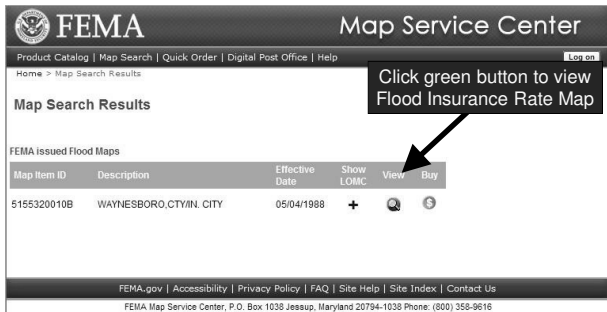 FEMA Map Service Center
Product Catalog | Map Search | Quick Order | Digital Post Office | Help
Log on
Home > Map Search Results
Click green button to view
Flood Insurance Rate Map
Map Search Results
FEMA issued Flood Maps
Map Item ID Description Effective Date Show LOMC View Buy
5155320010B WAYNESBORO,CTY/IN. CITY 05/04/1988 + $
FEMA.gov | Accessibility | Privacy Policy | FAQ | Site Help | Site Index | Contact Us
FEMA Map Service Center, P.O. Box 1038 Jessup, Maryland 20794-1038 Phone: (800) 358-9616